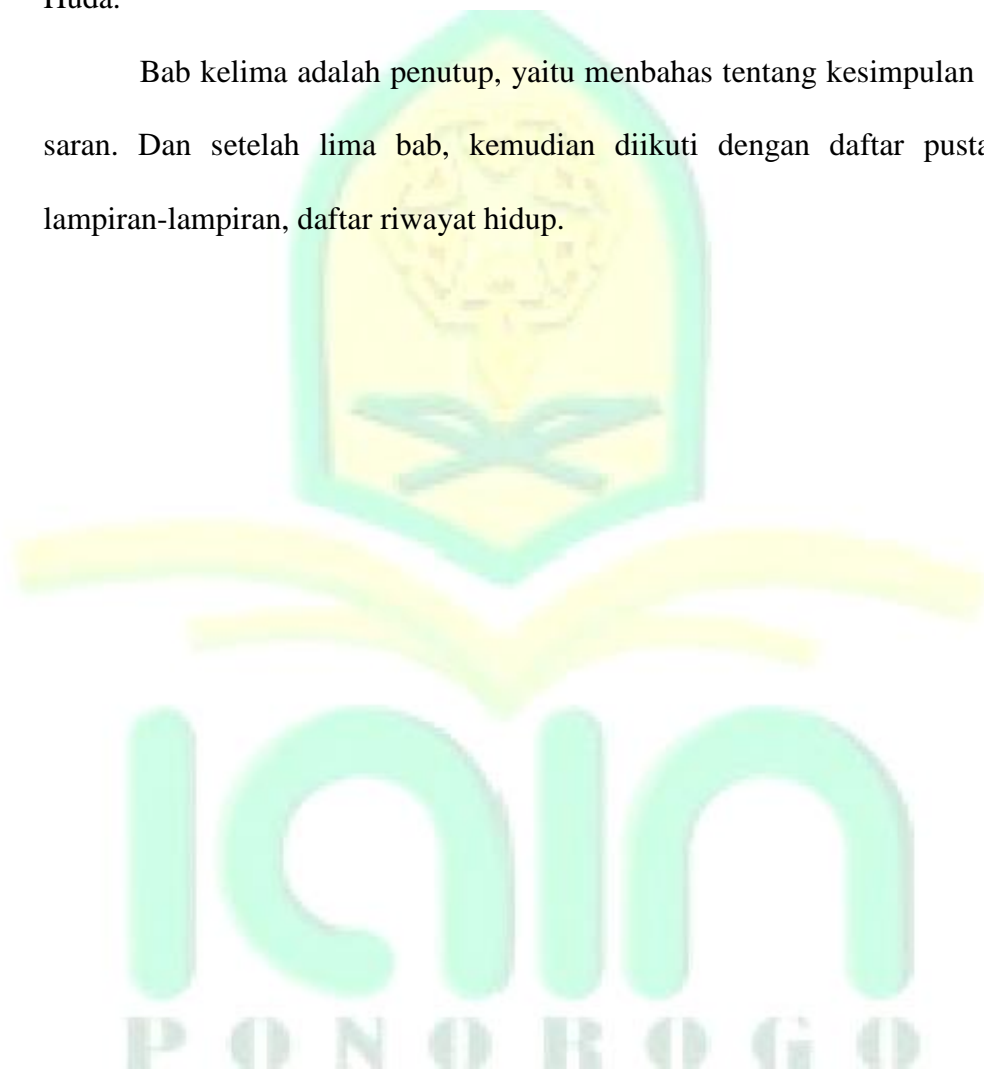 Huda.
Bab kelima adalah penutup, yaitu menbahas tentang kesimpulan
saran. Dan setelah lima bab, kemudian diikuti dengan daftar
lampiran-lampiran, daftar riwayat hidup.
iain
PONOROGO